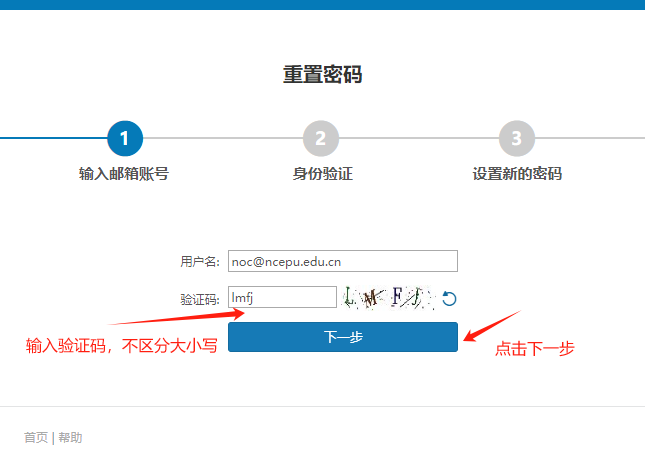 重置密码
1 2 3
输入邮箱账号 身份验证 设置新的密码
用户名: noc@ncepu.edu.cn
验证码: lmfj LMFJ
下一步
输入验证码，不区分大小写
点击下一步
首页 | 帮助